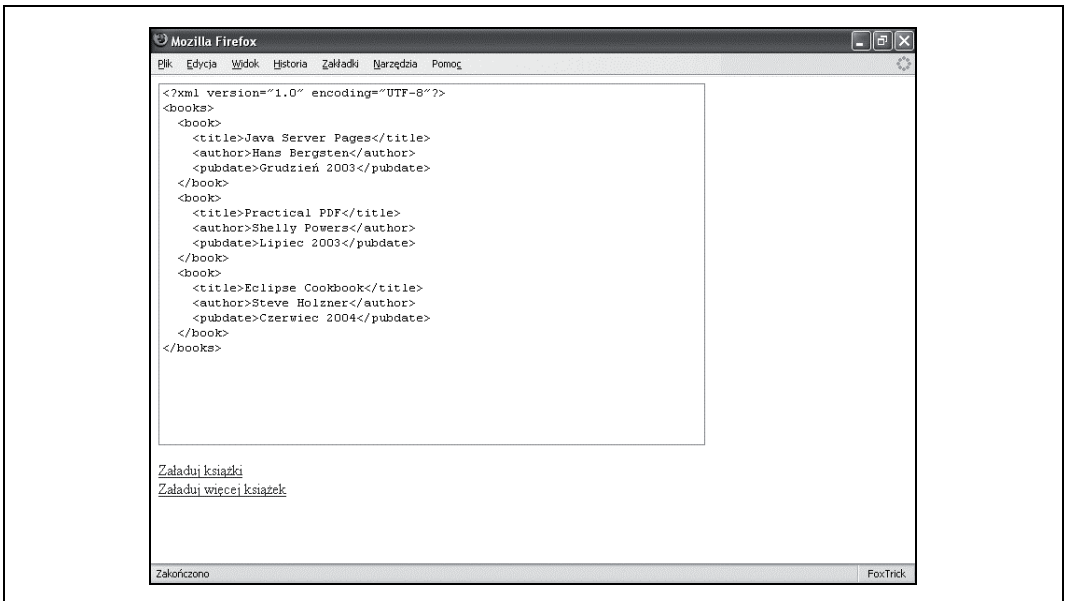 Mozilla Firefox
Plik Edycja Widok Historia Zakładki Narzędzia Pomoc
<?xml version="1.0" encoding="UTF-8"?>
<books>
<book>
<title>Java Server Pages</title>
<author>Hans Bergsten</author>
<pubdate>Grudzień 2003</pubdate>
</book>
<book>
<title>Practical PDF</title>
<author>Shelly Powers</author>
<pubdate>Lipiec 2003</pubdate>
</book>
<book>
<title>Eclipse Cookbook</title>
<author>Steve Holzner</author>
<pubdate>Czerwiec 2004</pubdate>
</book>
</books>
Załaduj książki
Załaduj więcej książek
Zakończono FoxTrick